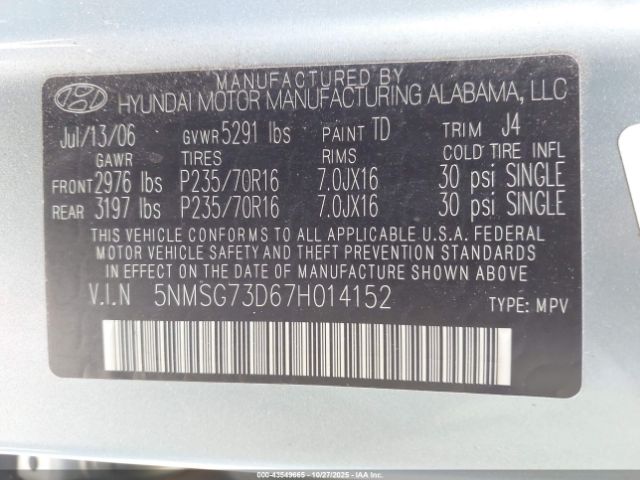 MANUFACTURED BY
HYUNDAI MOTOR MANUFACTURING ALABAMA, LLC
Jul/13/06 GVWR 5291 lbs PAINT TD TRIM J4
GAWR TIRES RIMS COLD TIRE INFL
FRONT 2976 lbs P235/70R16 7.0JX16 30 psi SINGLE
REAR 3197 lbs P235/70R16 7.0JX16 30 psi SINGLE
THIS VEHICLE CONFORMS TO ALL APPLICABLE U.S.A. FEDERAL
MOTOR VEHICLE SAFETY AND THEFT PREVENTION STANDARDS
IN EFFECT ON THE DATE OF MANUFACTURE SHOWN ABOVE.
V.I.N 5NMSG73D67H014152
TYPE: MPV
000-43549665 - 10/27/2025 - IAAI.COM